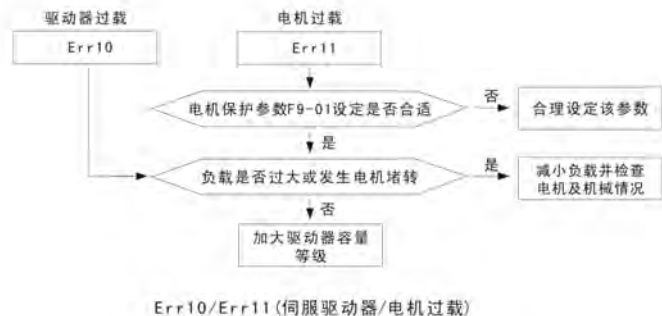 驱动器过载
电机过载
Err10
Err11
电机保护参数F9-01设定是否合适
否
合理设定该参数
是
负载是否过大或发生电机堵转
是
减小负载并检查
电机及机械情况
否
加大驱动器容量
等级
Err10/Err11(伺服驱动器/电机过载)